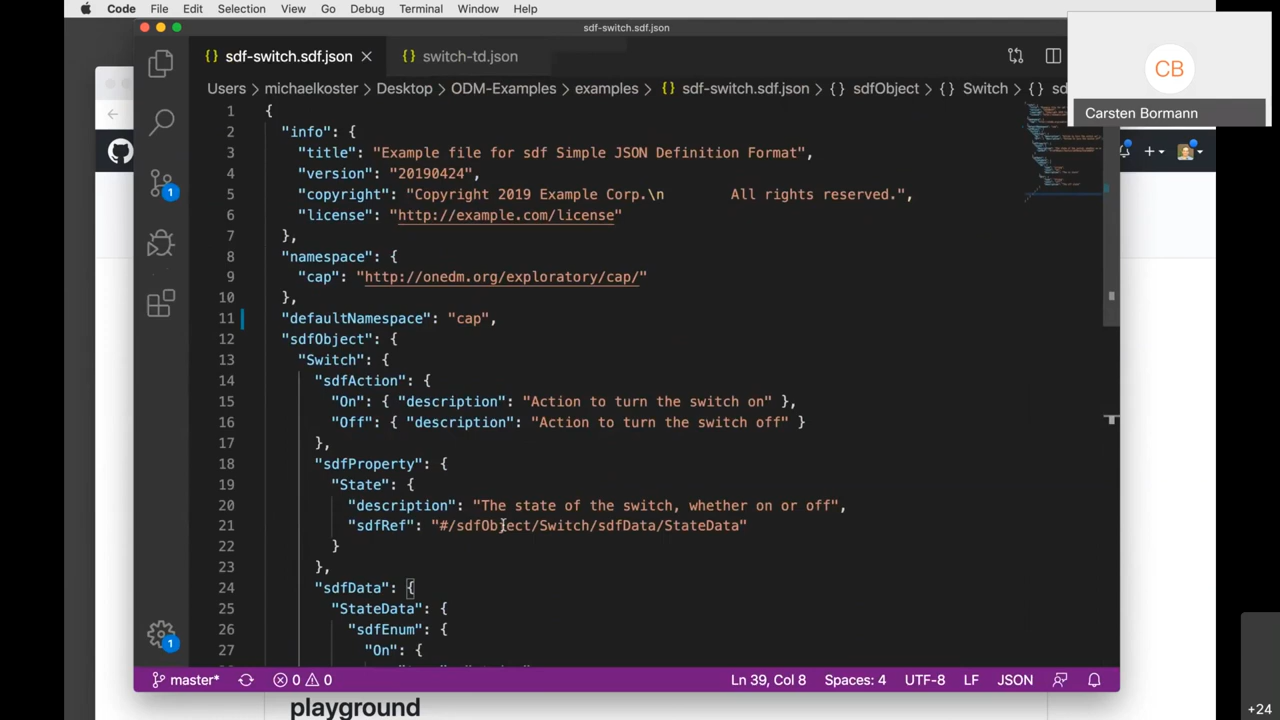 Code File Edit Selection View Go Debug Terminal Window Help
sdf-switch.sdf.json
{} sdf-switch.sdf.json × {} switch-td.json
CB
Users > michaelkoster > Desktop > ODM-Examples > examples > {} sdf-switch.sdf.json > {} sdfObject > {} Switch > {} sd
Carsten Bormann
1 {
2 "info": {
3 "title": "Example file for sdf Simple JSON Definition Format",
4 "version": "20190424",
5 "copyright": "Copyright 2019 Example Corp.\n All rights reserved.",
6 "license": "http://example.com/license"
7 },
8 "namespace": {
9 "cap": "http://onedm.org/exploratory/cap/"
10 },
11 "defaultNamespace": "cap",
12 "sdfObject": {
13 "Switch": {
14 "sdfAction": {
15 "On": { "description": "Action to turn the switch on" },
16 "Off": { "description": "Action to turn the switch off" }
17 },
18 "sdfProperty": {
19 "State": {
20 "description": "The state of the switch, whether on or off",
21 "sdfRef": "#/sdfObject/Switch/sdfData/StateData"
22 }
23 },
24 "sdfData": {
25 "StateData": {
26 "sdfEnum": {
27 "On": {
1
1
master* 0 0 Ln 39, Col 8 Spaces: 4 UTF-8 LF JSON
playground
+24